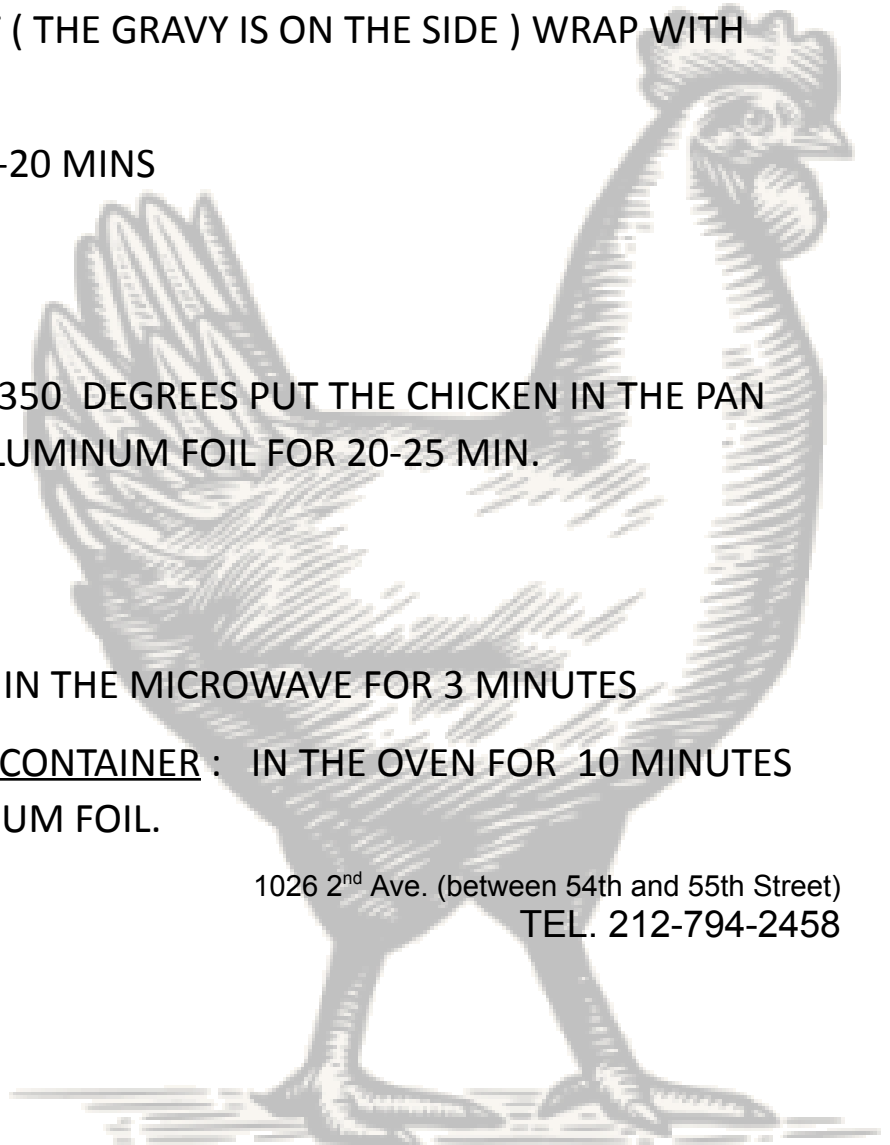 ( THE GRAVY IS ON THE SIDE ) WRAP WITH
-20 MINS
350 DEGREES PUT THE CHICKEN IN THE PAN
LUMINUM FOIL FOR 20-25 MIN.
IN THE MICROWAVE FOR 3 MINUTES
CONTAINER : IN THE OVEN FOR 10 MINUTES
UM FOIL.
1026 2nd Ave. (between 54th and 55th Street)
TEL. 212-794-2458